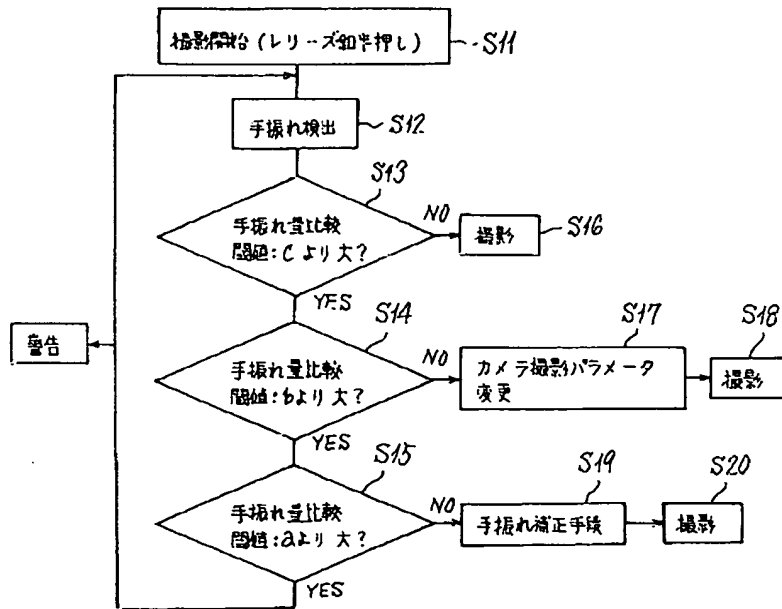 撮影開始(レリーズ釦半押し)
S11
手振れ検出
S12
S13
手振れ量比較
閾値:cより大?
NO
撮影
S16
YES
S14
手振れ量比較
閾値:bより大?
NO
S17
カメラ撮影パラメータ
変更
S18
撮影
警告
YES
S15
手振れ量比較
閾値:aより大?
NO
S19
手振れ補正手段
S20
撮影
YES